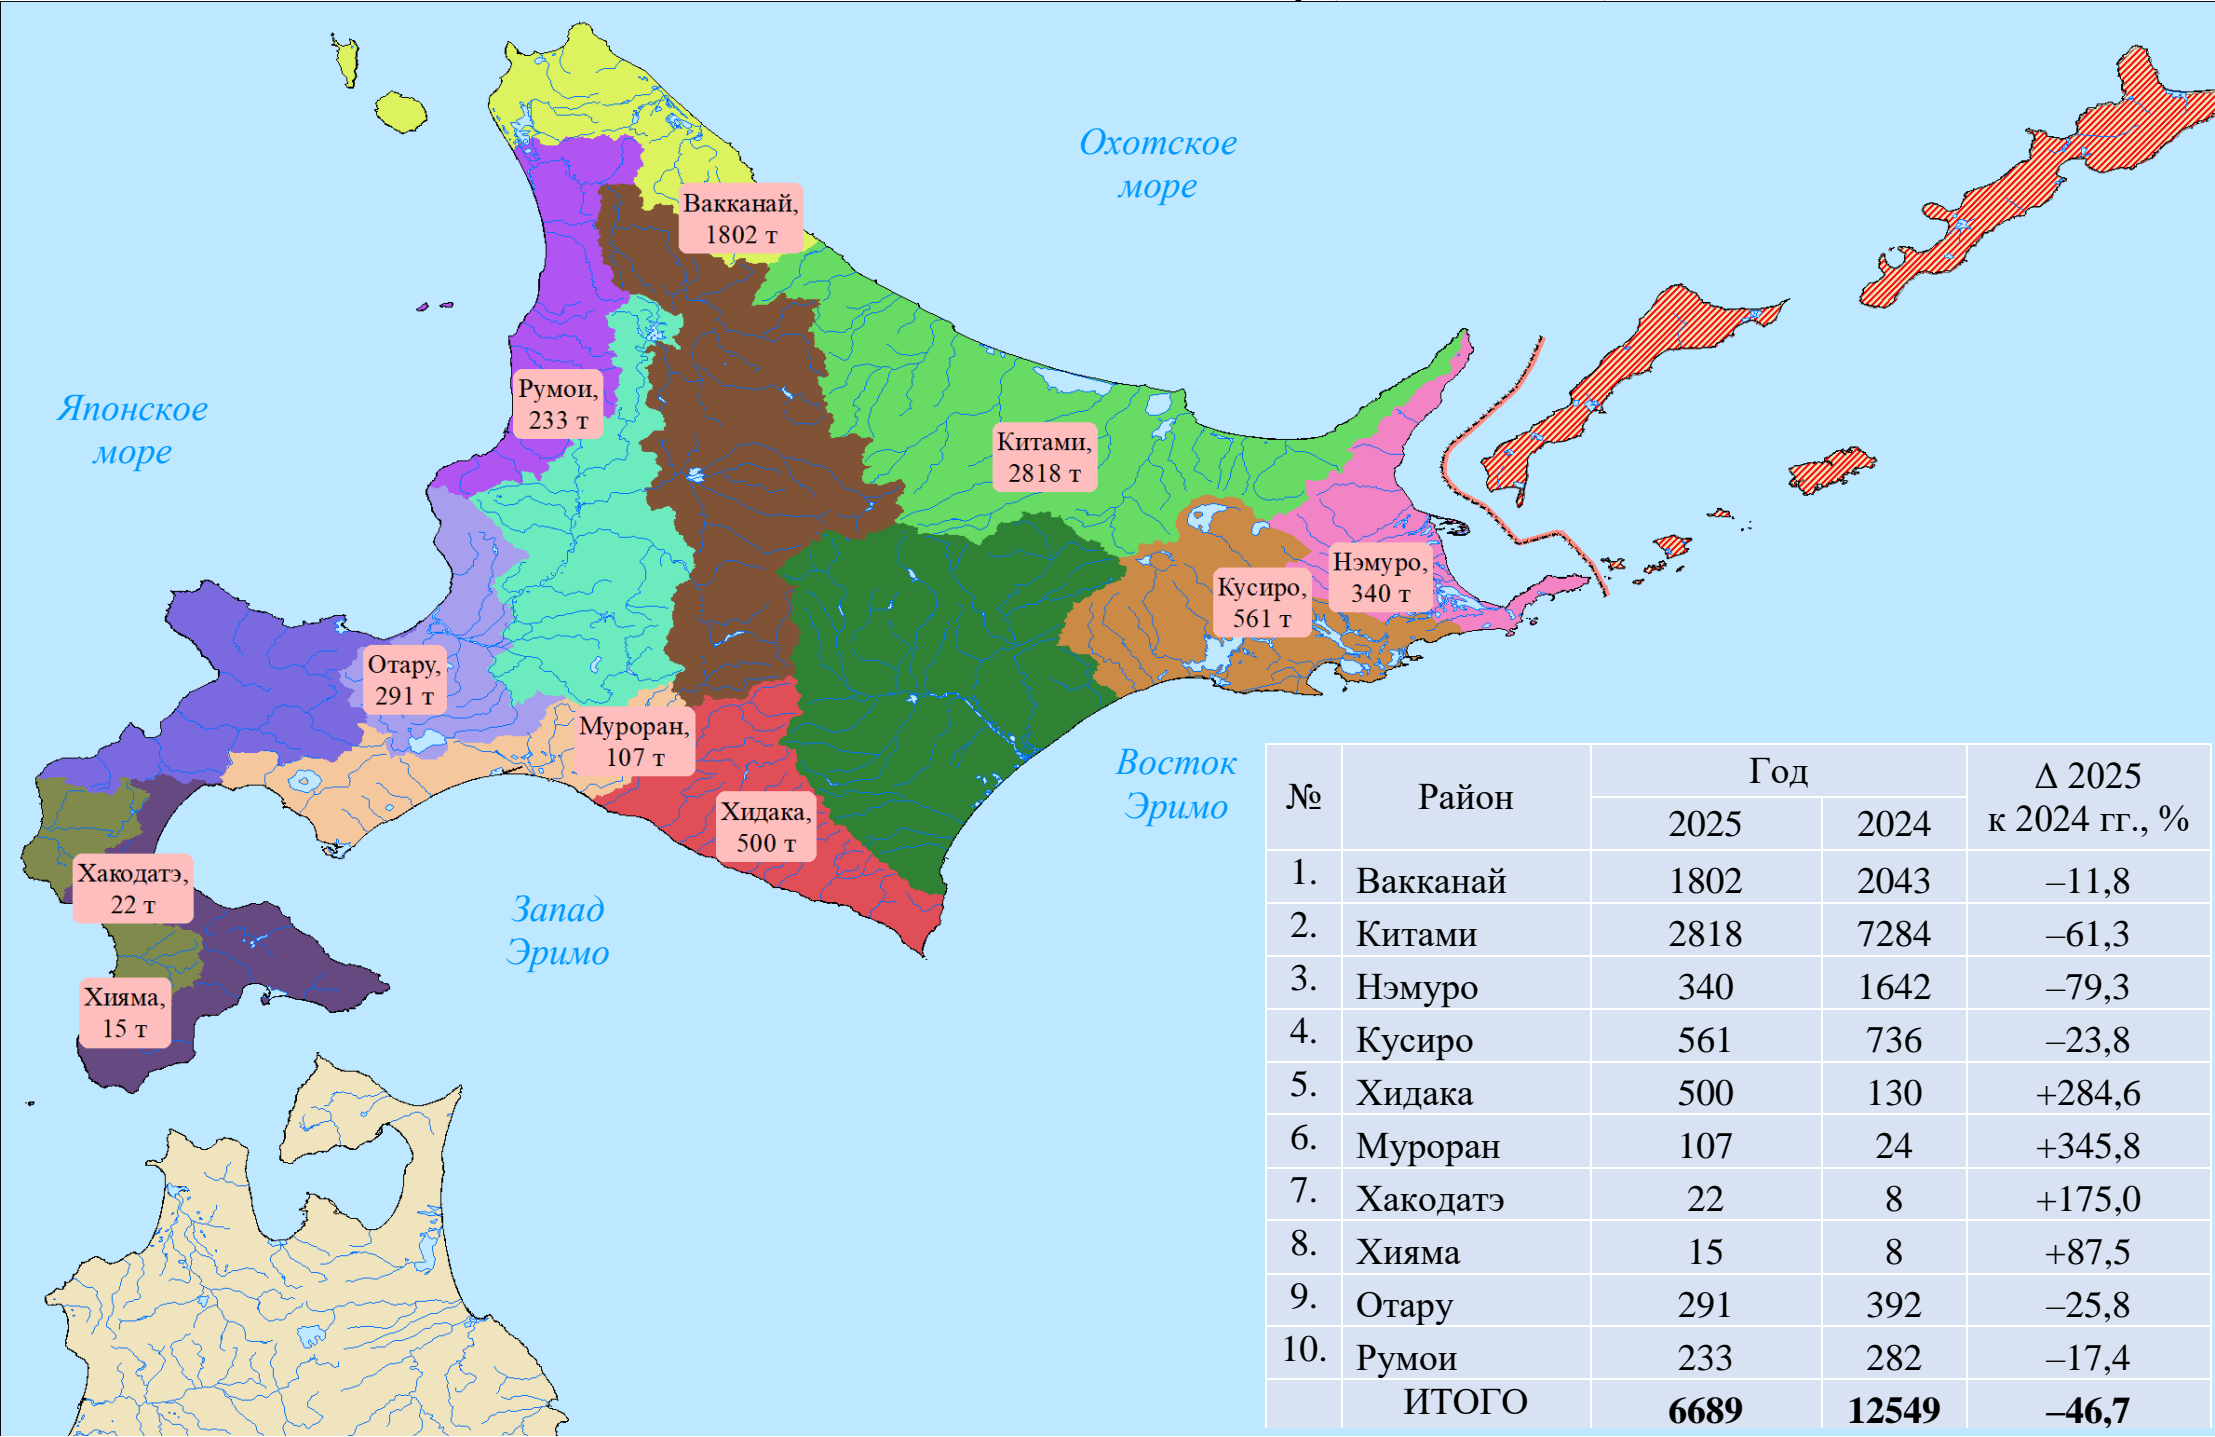 Охотское
море
Вакканай,
1802 т
Японское
море
Румои,
233 т
Китами,
2818 т
Нэмуро,
340 т
Кусиро,
561 т
Отару,
291 т
Муроран,
107 т
Хидака,
500 т
Восток
Эримо
Хакодатэ,
22 т
Запад
Эримо
Хияма,
15 т
№ Район Год Δ 2025
к 2024 гг., %
2025 2024
1. Вакканай 1802 2043 –11,8
2. Китами 2818 7284 –61,3
3. Нэмуро 340 1642 –79,3
4. Кусиро 561 736 –23,8
5. Хидака 500 130 +284,6
6. Муроран 107 24 +345,8
7. Хакодатэ 22 8 +175,0
8. Хияма 15 8 +87,5
9. Отару 291 392 –25,8
10. Румои 233 282 –17,4
ИТОГО 6689 12549 –46,7